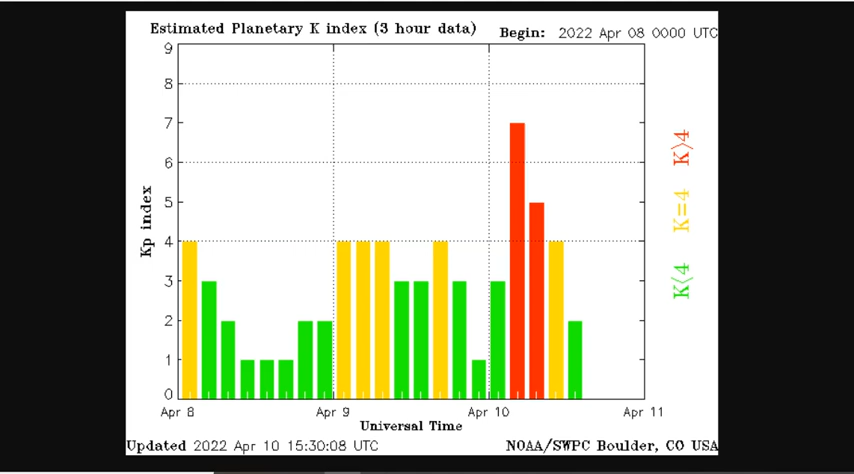 Estimated Planetary K index (3 hour data) Begin: 2022 Apr 08 0000 UTC
9
8
7
6
5
4
3
2
1
0
Kp index
K>4
K=4
K<4
Apr 8 Apr 9 Apr 10 Apr 11
Universal Time
Updated 2022 Apr 10 15:30:08 UTC NOAA/SWPC Boulder, CO USA